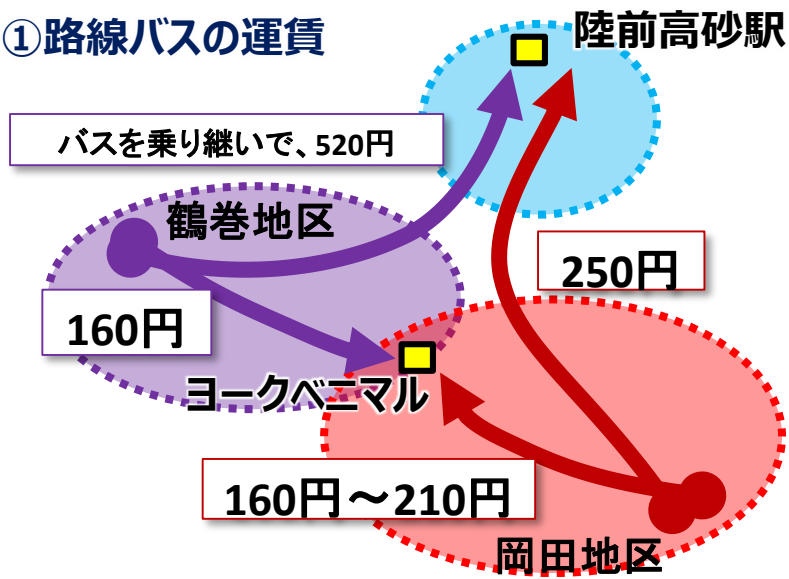 ①路線バスの運賃
陸前高砂駅
バスを乗り継いで、520円
鶴巻地区
250円
160円
ヨークベニマル
160円～210円
岡田地区